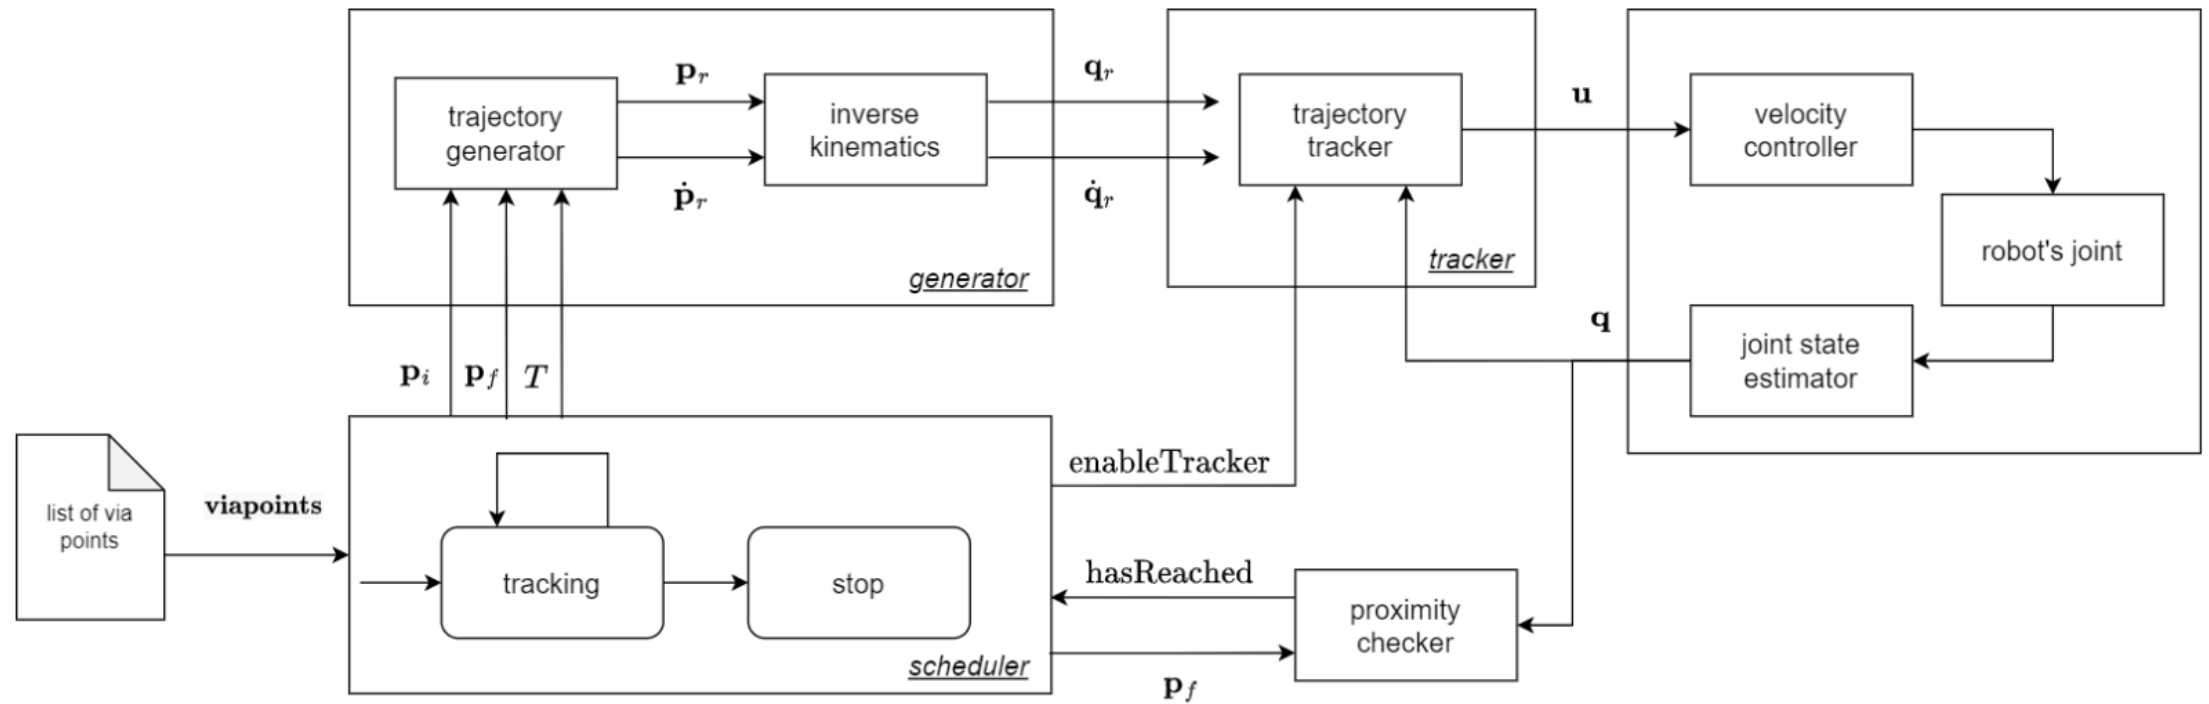 p_r
q_r
trajectory
generator
inverse
kinematics
trajectory
tracker
u
velocity
controller
ṗ_r
q̇_r
robot's joint
generator
tracker
q
joint state
estimator
p_i
p_f
T
enableTracker
list of via
points
viapoints
tracking
stop
hasReached
proximity
checker
scheduler
p_f